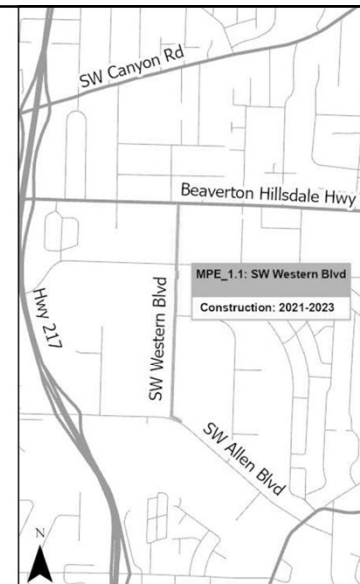 SW Canyon Rd
Beaverton Hillsdale Hwy
MPE_1.1: SW Western Blvd
Construction: 2021-2023
Hwy 217
SW Western Blvd
SW Allen Blvd
N